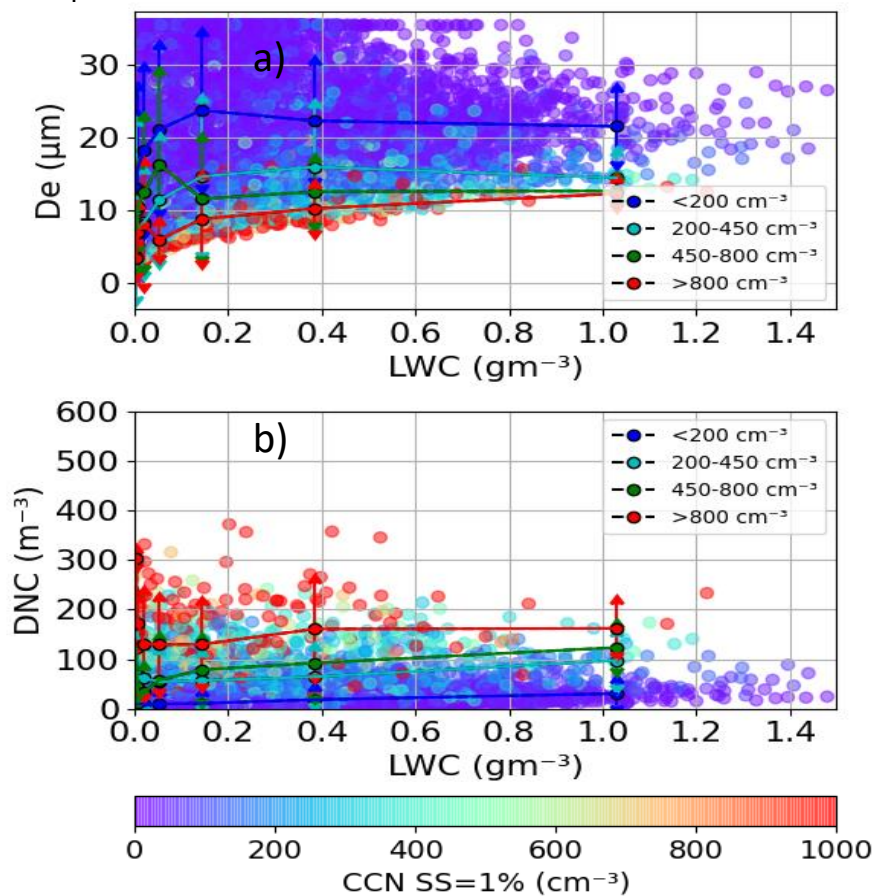 a)
De (μm)
30
20
10
0
<200 cm⁻³
200-450 cm⁻³
450-800 cm⁻³
>800 cm⁻³
0.0 0.2 0.4 0.6 0.8 1.0 1.2 1.4
LWC (gm⁻³)
b)
DNC (m⁻³)
600
500
400
300
200
100
0
<200 cm⁻³
200-450 cm⁻³
450-800 cm⁻³
>800 cm⁻³
0.0 0.2 0.4 0.6 0.8 1.0 1.2 1.4
LWC (gm⁻³)
0 200 400 600 800 1000
CCN SS=1% (cm⁻³)